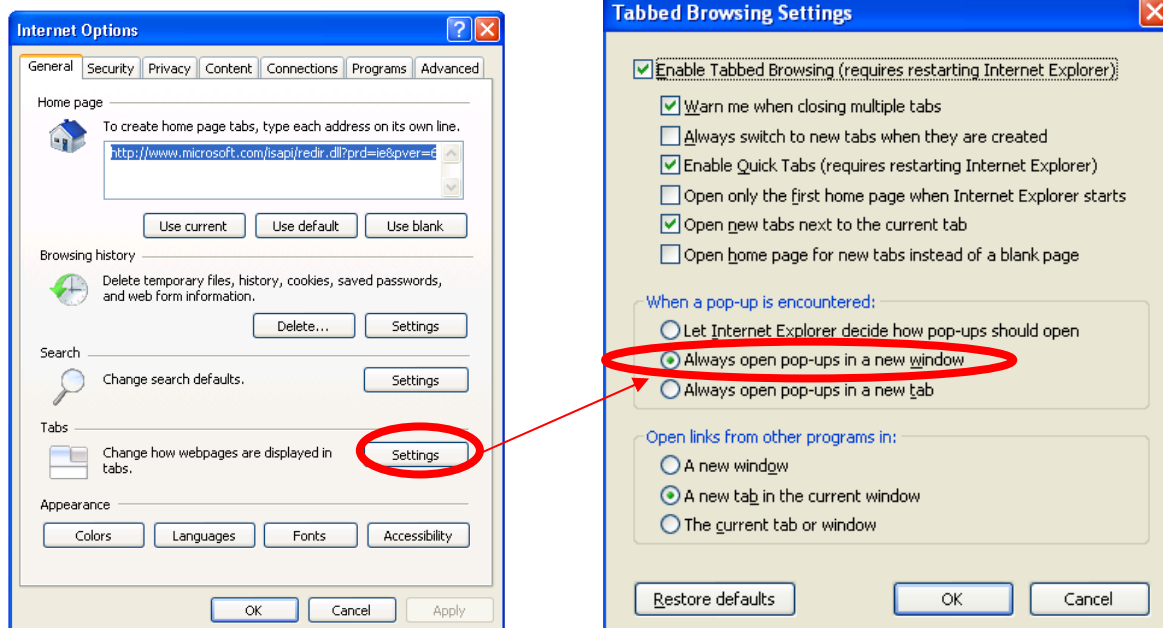 Internet Options
General Security Privacy Content Connections Programs Advanced
Home page
To create home page tabs, type each address on its own line.
http://www.microsoft.com/isapi/redir.dll?prd=ie&pver=6
Use current Use default Use blank
Browsing history
Delete temporary files, history, cookies, saved passwords,
and web form information.
Delete... Settings
Search
Change search defaults. Settings
Tabs
Change how webpages are displayed in
tabs.
Settings
Appearance
Colors Languages Fonts Accessibility
OK Cancel Apply
Tabbed Browsing Settings
Enable Tabbed Browsing (requires restarting Internet Explorer)
Warn me when closing multiple tabs
Always switch to new tabs when they are created
Enable Quick Tabs (requires restarting Internet Explorer)
Open only the first home page when Internet Explorer starts
Open new tabs next to the current tab
Open home page for new tabs instead of a blank page
When a pop-up is encountered:
Let Internet Explorer decide how pop-ups should open
Always open pop-ups in a new window
Always open pop-ups in a new tab
Open links from other programs in:
A new window
A new tab in the current window
The current tab or window
Restore defaults OK Cancel